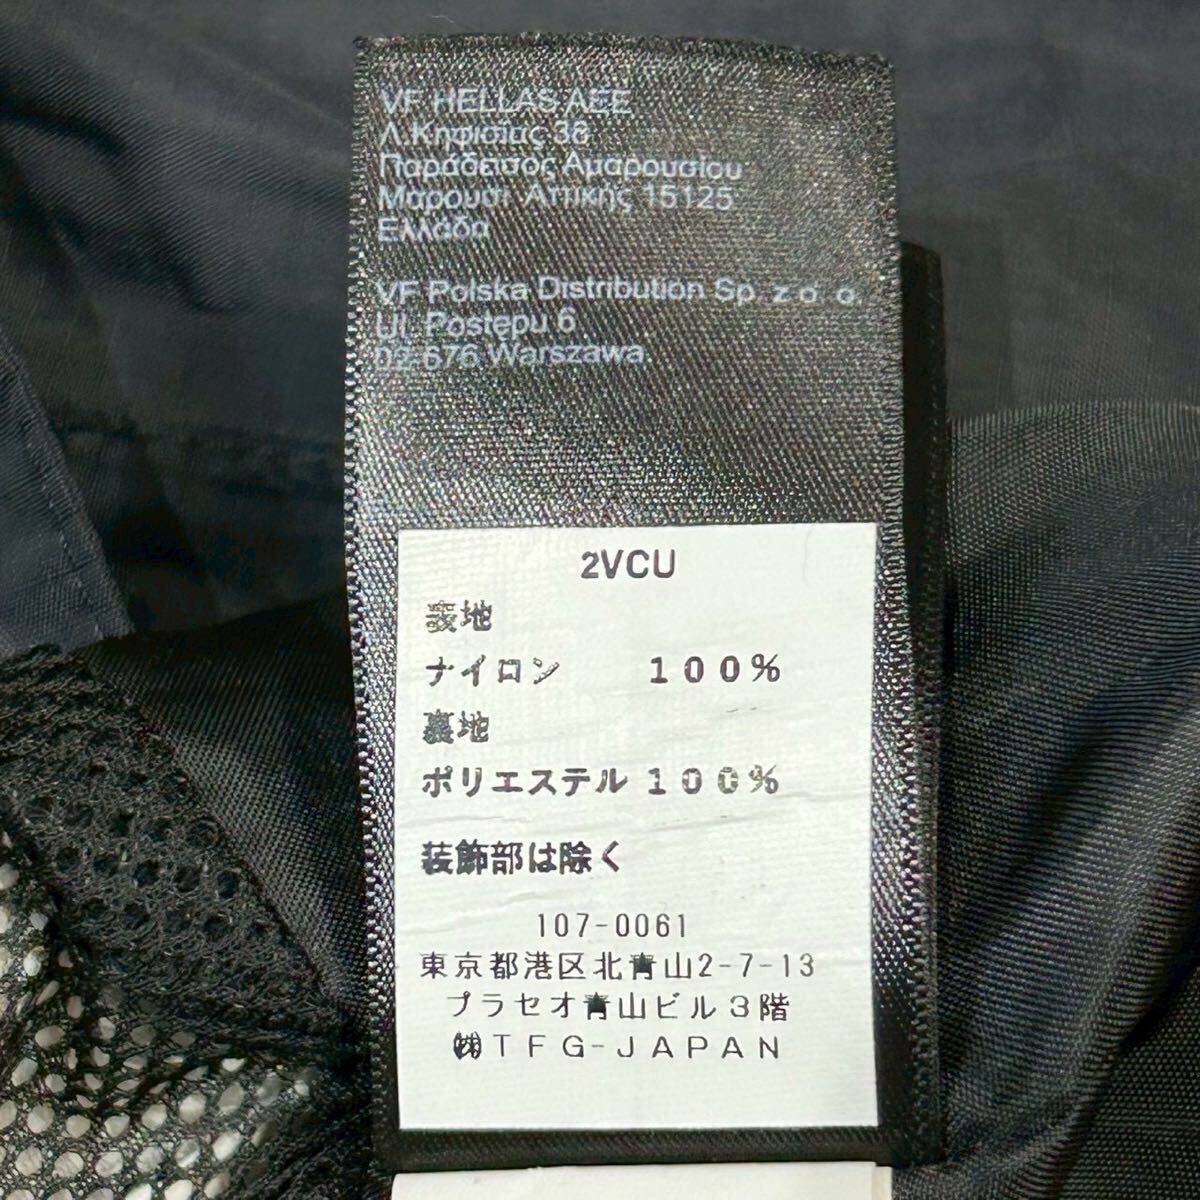 VF HELLAS AEE
Λ.Κηφισίας 38
Παράδεισος Αμαρουσίου
Μαρούσι Αττικής 15125
Ελλάδα
VF Polska Distribution Sp. z o. o.
Ul. Postępu 6
02-676 Warszawa
2VCU
表地
ナイロン 100%
裏地
ポリエステル 100%
装飾部は除く
107-0061
東京都港区北青山2-7-13
プラセオ青山ビル3階
㈱TFG-JAPAN